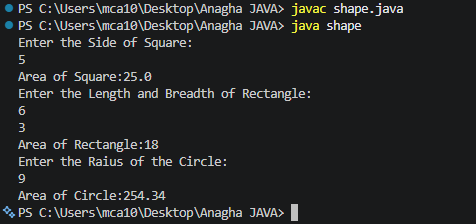 PS C:\Users\mca10\Desktop\Anagha JAVA> javac shape.java
PS C:\Users\mca10\Desktop\Anagha JAVA> java shape
Enter the Side of Square:
5
Area of Square:25.0
Enter the Length and Breadth of Rectangle:
6
3
Area of Rectangle:18
Enter the Raius of the Circle:
9
Area of Circle:254.34
PS C:\Users\mca10\Desktop\Anagha JAVA>